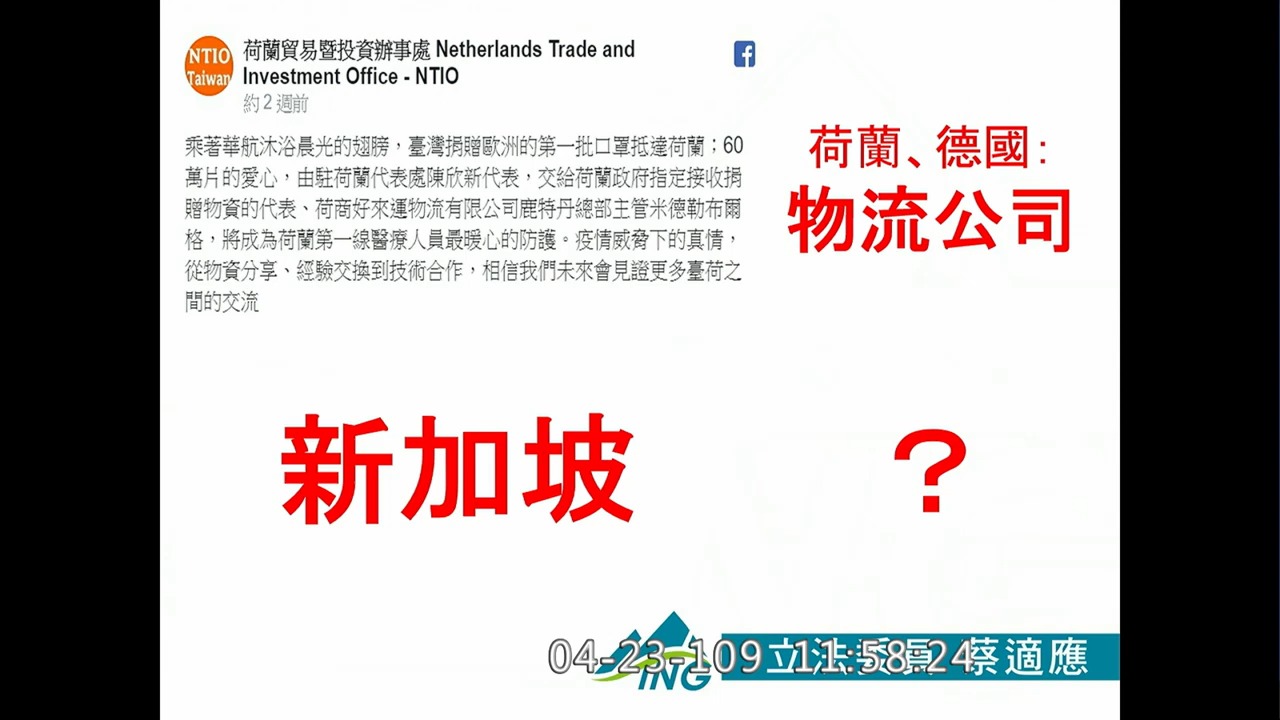 NTIO
Taiwan
荷蘭貿易暨投資辦事處 Netherlands Trade and
Investment Office - NTIO
約 2 週前
乘著華航沐浴晨光的翅膀，臺灣捐贈歐洲的第一批口罩抵達荷蘭；60
萬片的愛心，由駐荷蘭代表處陳欣新代表，交給荷蘭政府指定接收捐
贈物資的代表、荷商好來運物流有限公司鹿特丹總部主管米德勒布爾
格，將成為荷蘭第一線醫療人員最暖心的防護。疫情威脅下的真情，
從物資分享、經驗交換到技術合作，相信我們未來會見證更多臺荷之
間的交流
荷蘭、德國：
物流公司
新加坡
？
ING
立法委員 蔡適應
04-23-109 11:58:24